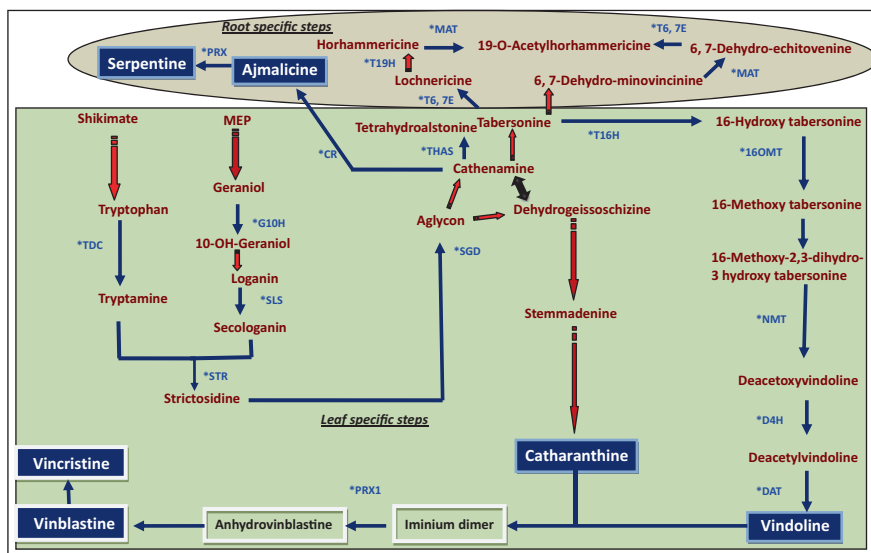 Root specific steps
*MAT
*T6, 7E
Horhammericine
19-O-Acetylhorhammericine
6, 7-Dehydro-echitovenine
*PRX
Serpentine
Ajmalicine
*T19H
Lochnericine
6, 7-Dehydro-minovincinine
*MAT
*T6, 7E
Shikimate
MEP
Tetrahydroalstonine
Tabersonine
*T16H
16-Hydroxy tabersonine
*CR
*THAS
*16OMT
Cathenamine
Geraniol
Tryptophan
Aglycon
Dehydrogeissoschizine
16-Methoxy tabersonine
*G10H
*TDC
10-OH-Geraniol
*SGD
16-Methoxy-2,3-dihydro-
3 hydroxy tabersonine
Loganin
Tryptamine
*SLS
Secologanin
Stemmadenine
*NMT
*STR
Strictosidine
Deacetoxyvindoline
Leaf specific steps
*D4H
Catharanthine
Deacetylvindoline
Vincristine
*PRX1
*DAT
Vinblastine
Anhydrovinblastine
Iminium dimer
Vindoline